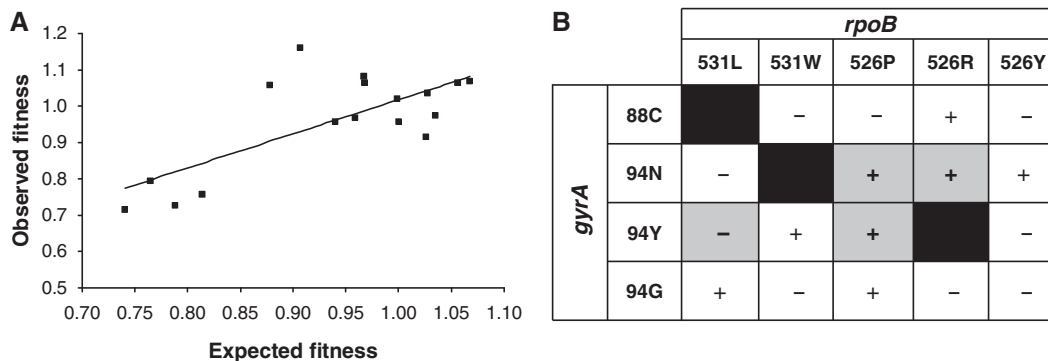 A
Observed fitness
1.2
1.1
1.0
0.9
0.8
0.7
0.6
0.5
0.70 0.75 0.80 0.85 0.90 0.95 1.00 1.05 1.10
Expected fitness
B
rpoB
531L 531W 526P 526R 526Y
gyrA
88C − − + −
94N − + + +
94Y − + + −
94G + − + − −